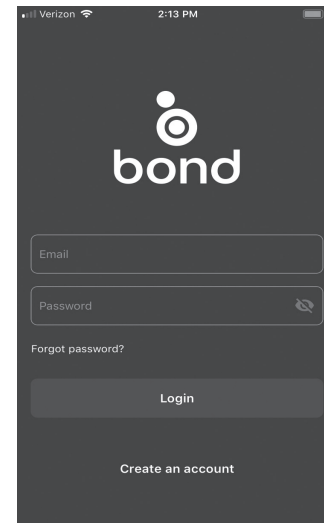 Verizon 2:13 PM
bond
Email
Password
Forgot password?
Login
Create an account